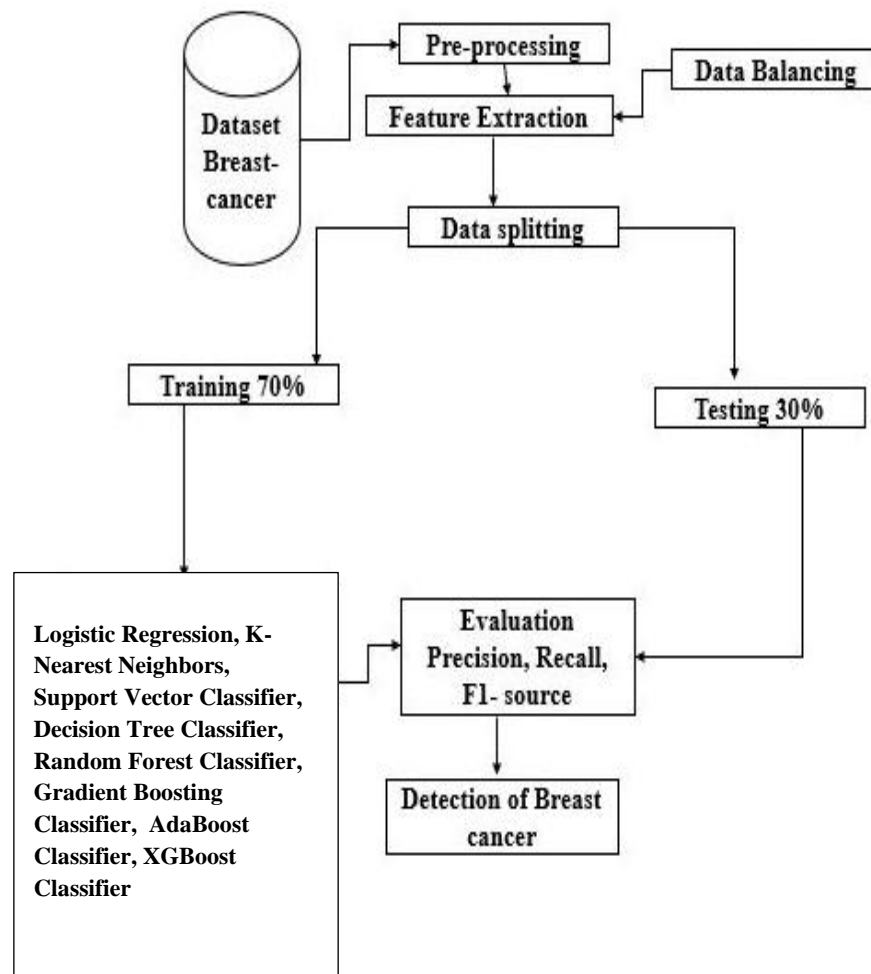 Pre-processing
Data Balancing
Dataset
Breast-
cancer
Feature Extraction
Data splitting
Training 70%
Testing 30%
Logistic Regression, K-
Nearest Neighbors,
Support Vector Classifier,
Decision Tree Classifier,
Random Forest Classifier,
Gradient Boosting
Classifier, AdaBoost
Classifier, XGBoost
Classifier
Evaluation
Precision, Recall,
F1- source
Detection of Breast
cancer